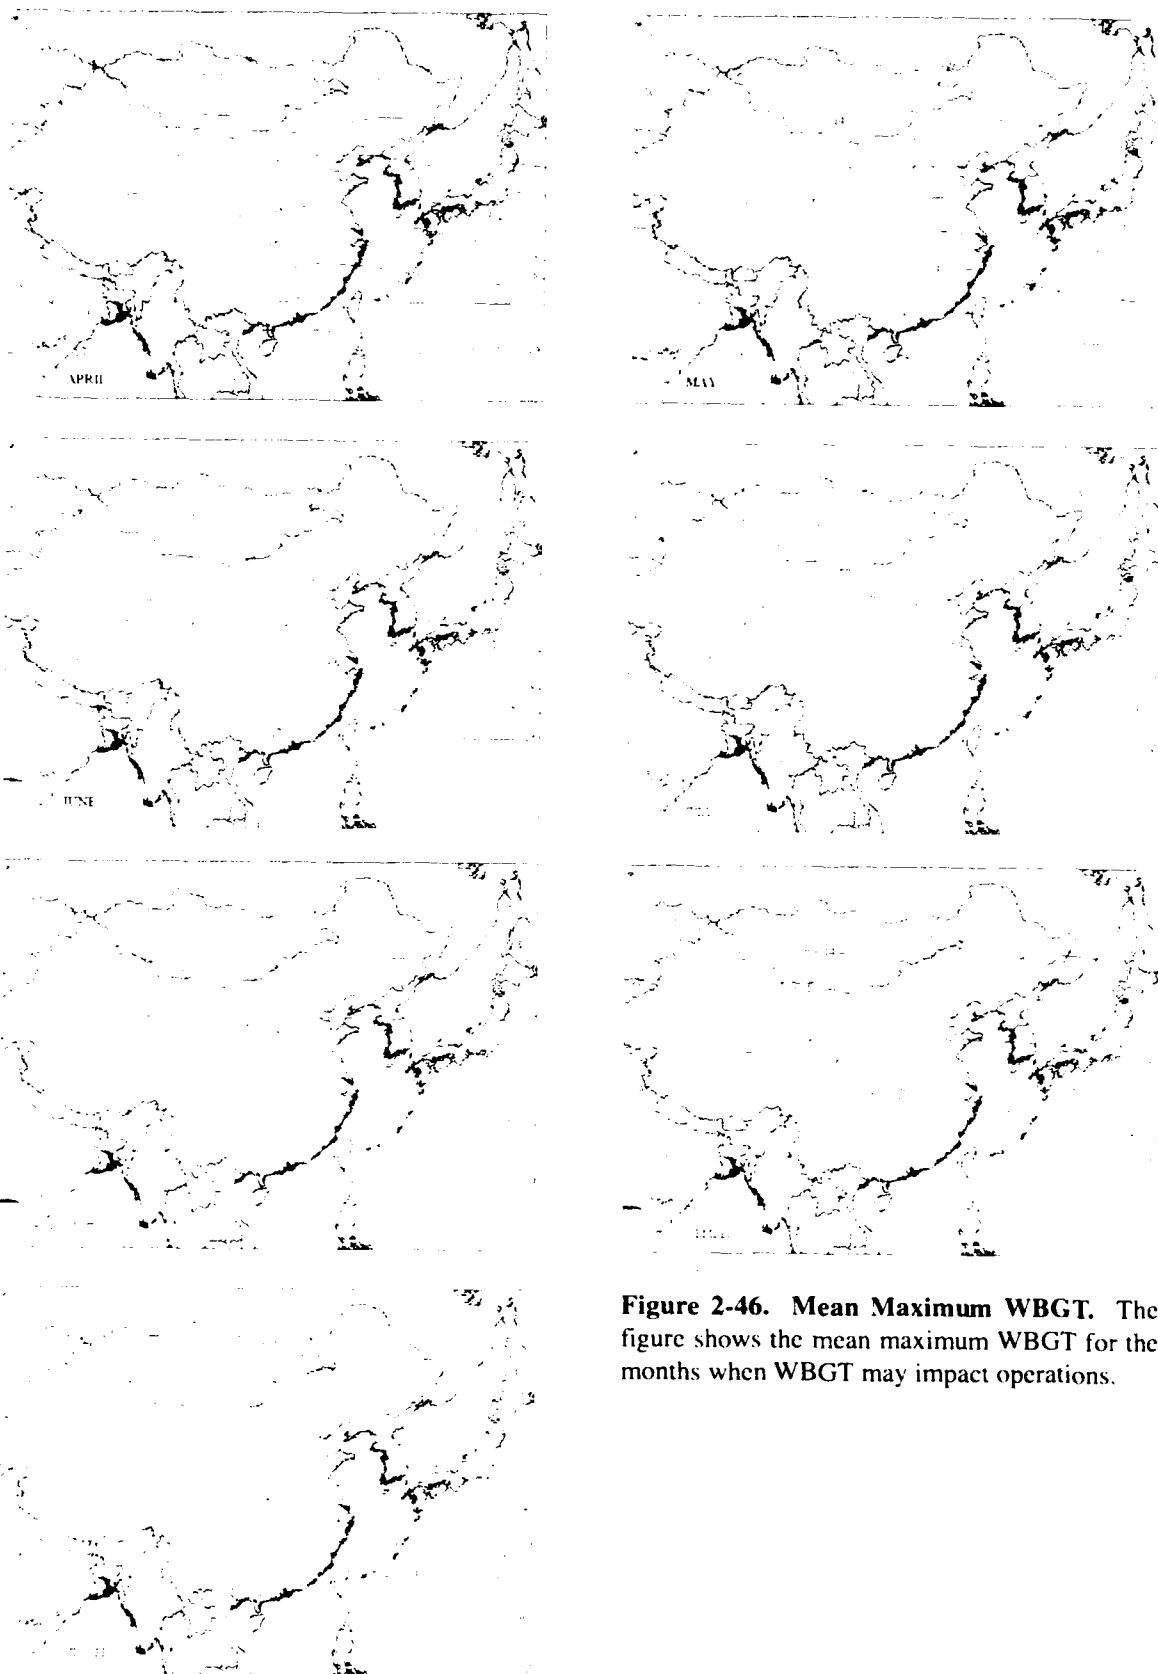 APRIL
MAY
JUNE
Figure 2-46. Mean Maximum WBGT. The
figure shows the mean maximum WBGT for the
months when WBGT may impact operations.